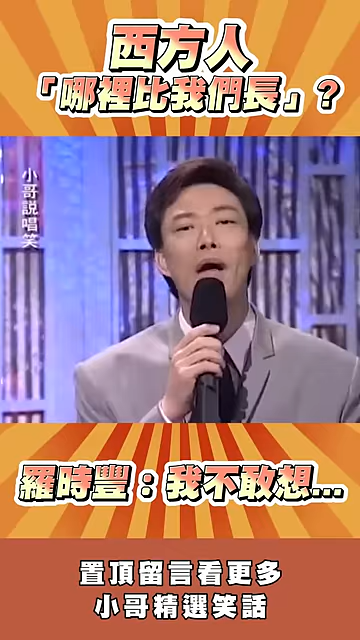 西方人
「哪裡比我們長」?
小哥說唱笑
羅時豐：我不敢想...
置頂留言看更多
小哥精選笑話